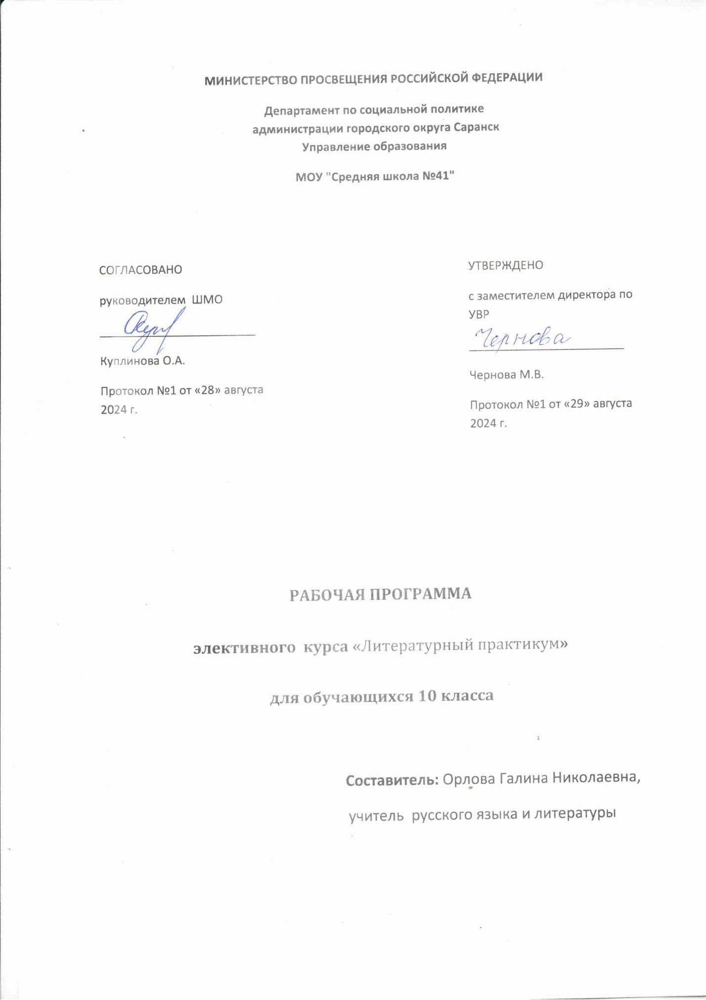 МИНИСТЕРСТВО ПРОСВЕЩЕНИЯ РОССИЙСКОЙ ФЕДЕРАЦИИ
Департамент по социальной политике
администрации городского округа Саранск
Управление образования
МОУ "Средняя школа №41"
СОГЛАСОВАНО
руководителем ШМО
Куплинова О.А.
Протокол №1 от «28» августа
2024 г.
УТВЕРЖДЕНО
с заместителем директора по
УВР
Чернова
Чернова М.В.
Протокол №1 от «29» августа
2024 г.
РАБОЧАЯ ПРОГРАММА
элективного курса «Литературный практикум»
для обучающихся 10 класса
Составитель: Орлова Галина Николаевна,
учитель русского языка и литературы